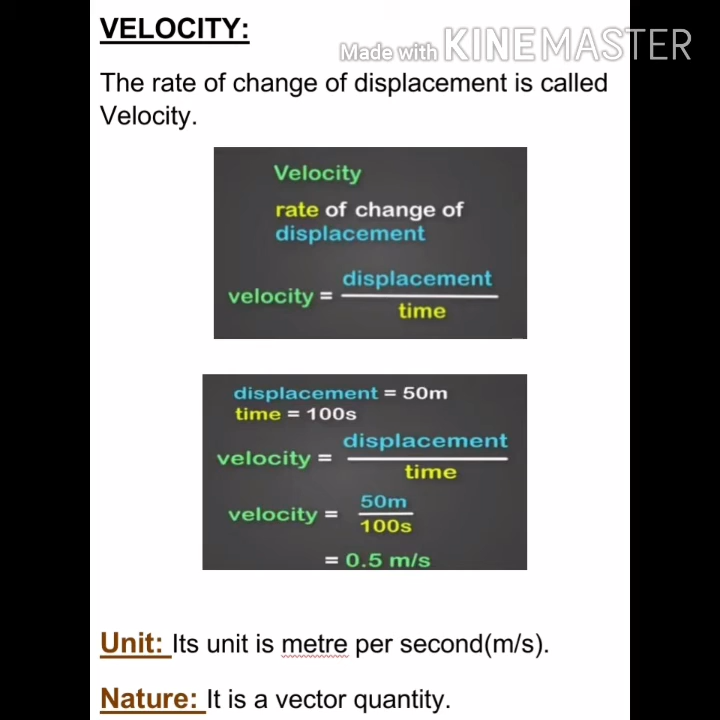 VELOCITY:
Made with KINEMASTER
The rate of change of displacement is called
Velocity.
Velocity
rate of change of
displacement
velocity = displacement
time
displacement = 50m
time = 100s
velocity = displacement
time
velocity = 50m
100s
= 0.5 m/s
Unit: Its unit is metre per second(m/s).
Nature: It is a vector quantity.